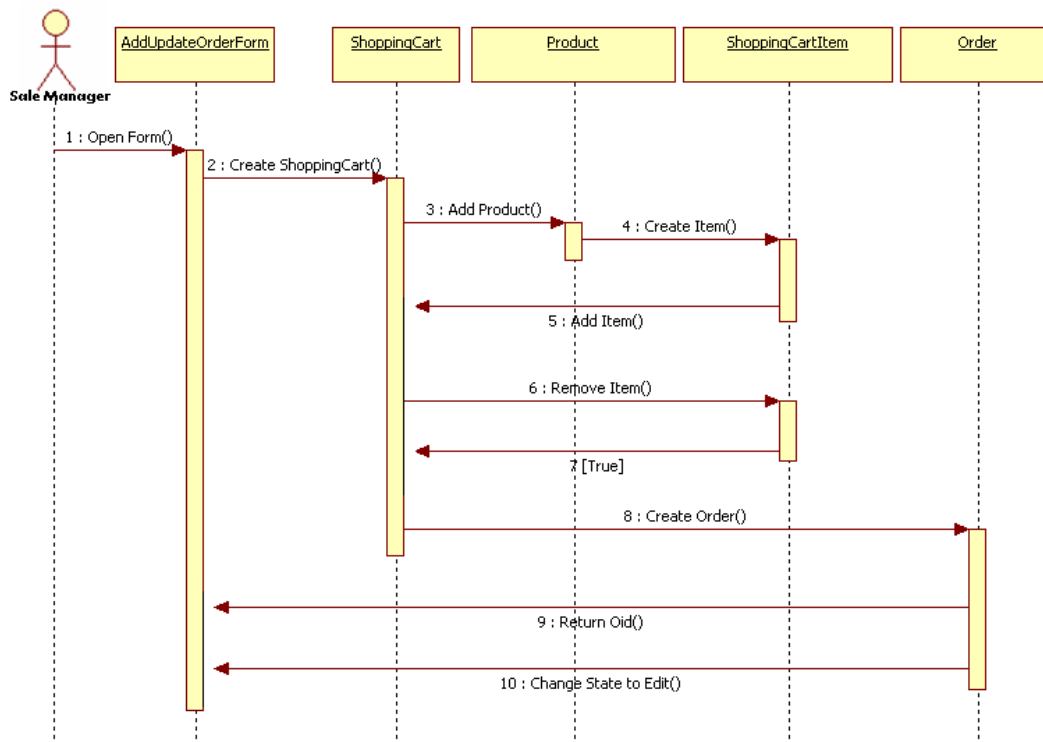 AddUpdateOrderForm
ShoppingCart
Product
ShoppingCartItem
Order
Sale Manager
1 : Open Form()
2 : Create ShoppingCart()
3 : Add Product()
4 : Create Item()
5 : Add Item()
6 : Remove Item()
7 [True]
8 : Create Order()
9 : Return Oid()
10 : Change State to Edit()